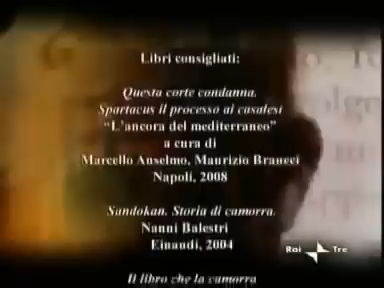 Libri consigliati:
Questa corte condanna.
Spartacus il processo ai casalesi
"L'ancora del mediterraneo"
a cura di
Marcello Anselmo, Maurizio Braucci
Napoli, 2008
Sandokan. Storia di camorra.
Nanni Balestri
Einaudi, 2004
Il libro che la camorra
Rai Tre